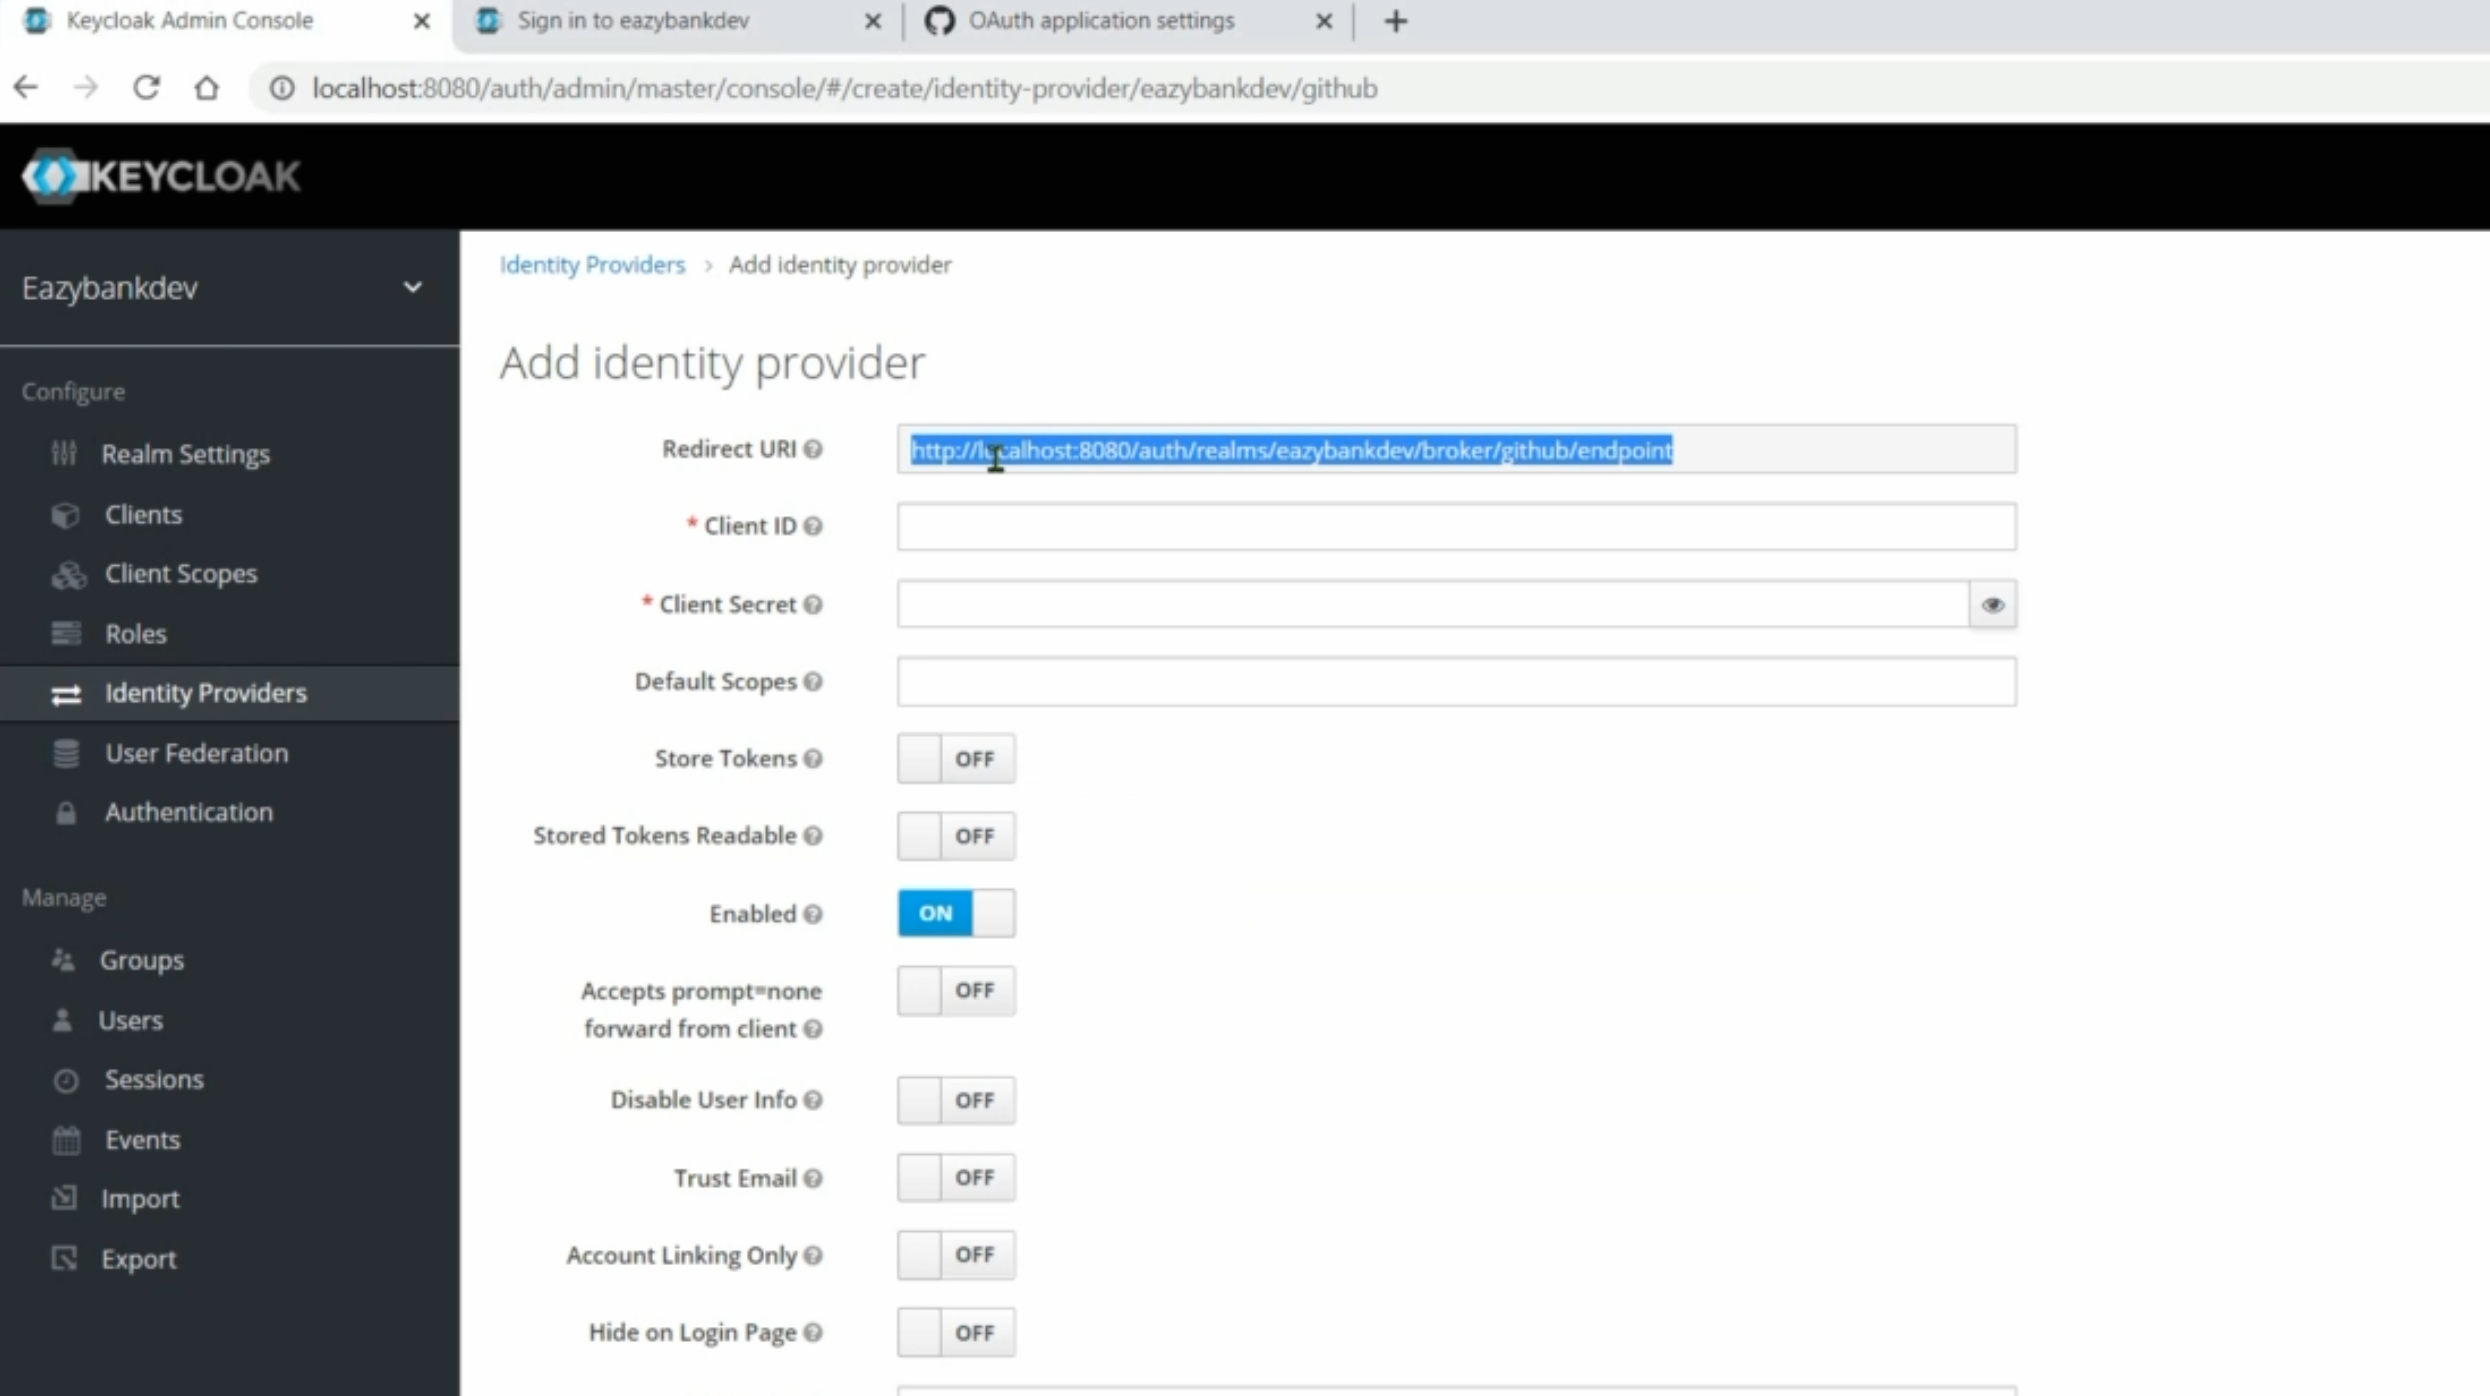 Keycloak Admin Console
Sign in to eazybankdev
OAuth application settings
localhost:8080/auth/admin/master/console/#/create/identity-provider/eazybankdev/github
KEYCLOAK
Eazybankdev
Configure
Realm Settings
Clients
Client Scopes
Roles
Identity Providers
User Federation
Authentication
Manage
Groups
Users
Sessions
Events
Import
Export
Identity Providers > Add identity provider
Add identity provider
Redirect URI http://localhost:8080/auth/realms/eazybankdev/broker/github/endpoint
* Client ID
* Client Secret
Default Scopes
Store Tokens OFF
Stored Tokens Readable OFF
Enabled ON
Accepts prompt=none OFF
forward from client
Disable User Info OFF
Trust Email OFF
Account Linking Only OFF
Hide on Login Page OFF